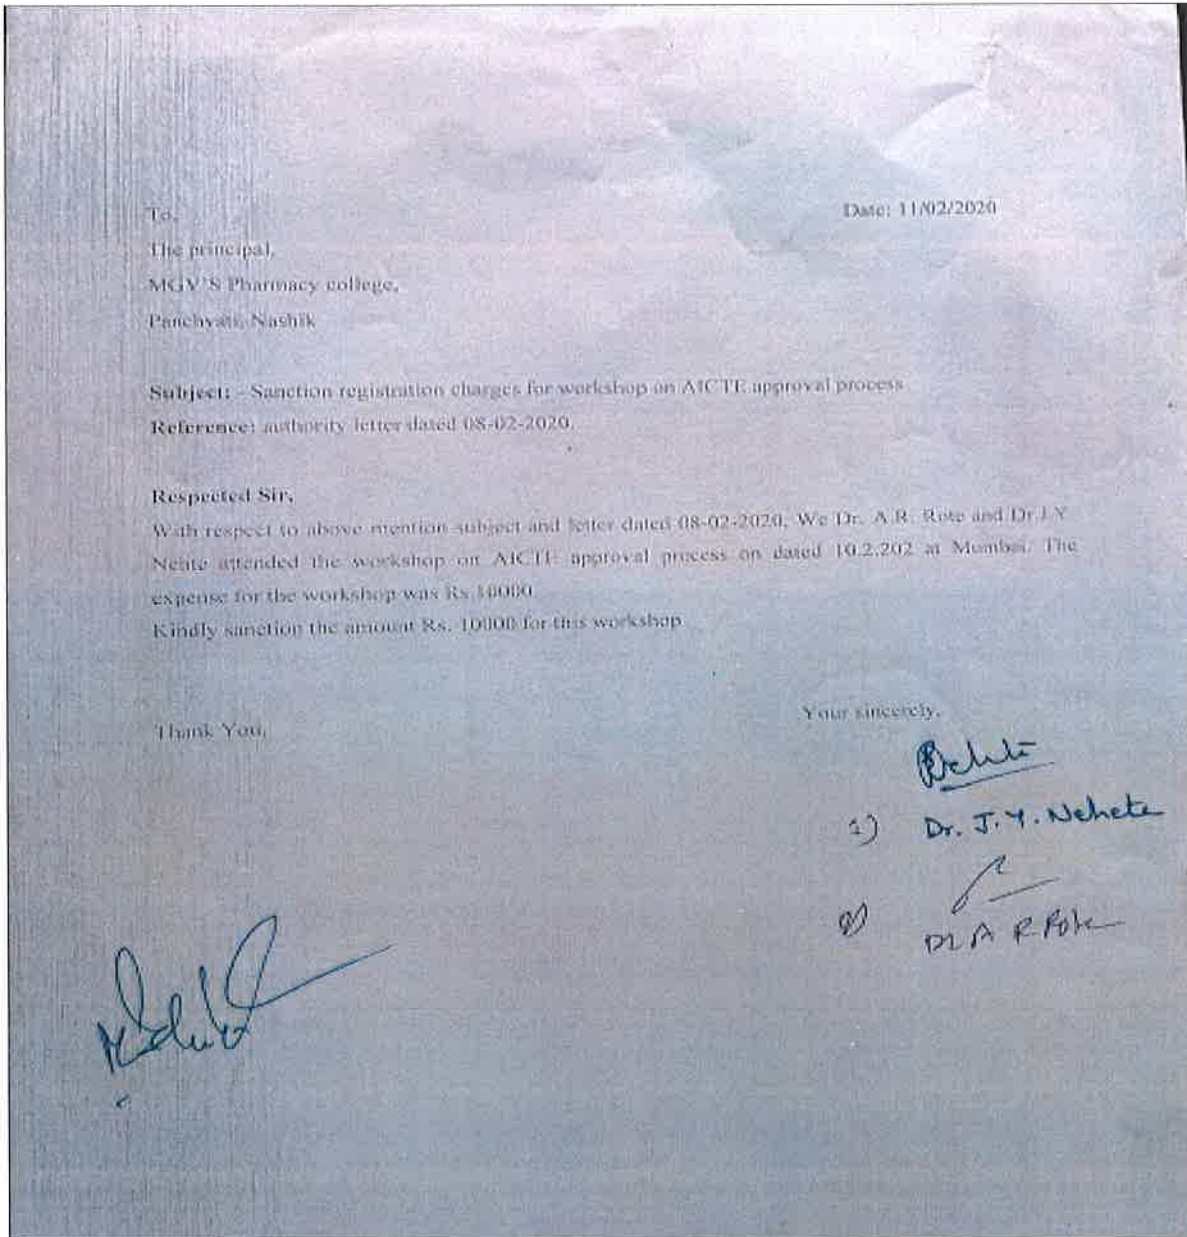 To, Date: 11/02/2020
The principal,
MGV'S Pharmacy college,
Panchvati, Nashik
Subject: - Sanction registration charges for workshop on AICTE approval process
Reference: authority letter dated 08-02-2020.
Respected Sir,
With respect to above mention subject and letter dated 08-02-2020, We Dr. A.R. Rote and Dr J.Y.
Nehte attended the workshop on AICTE approval process on dated 10.2.202 at Mumbai. The
expense for the workshop was Rs 10000
Kindly sanction the amount Rs. 10000 for this workshop
Your sincerely,
Thank You,
1) Dr. J.Y. Nehete
2) Dr A R Rote